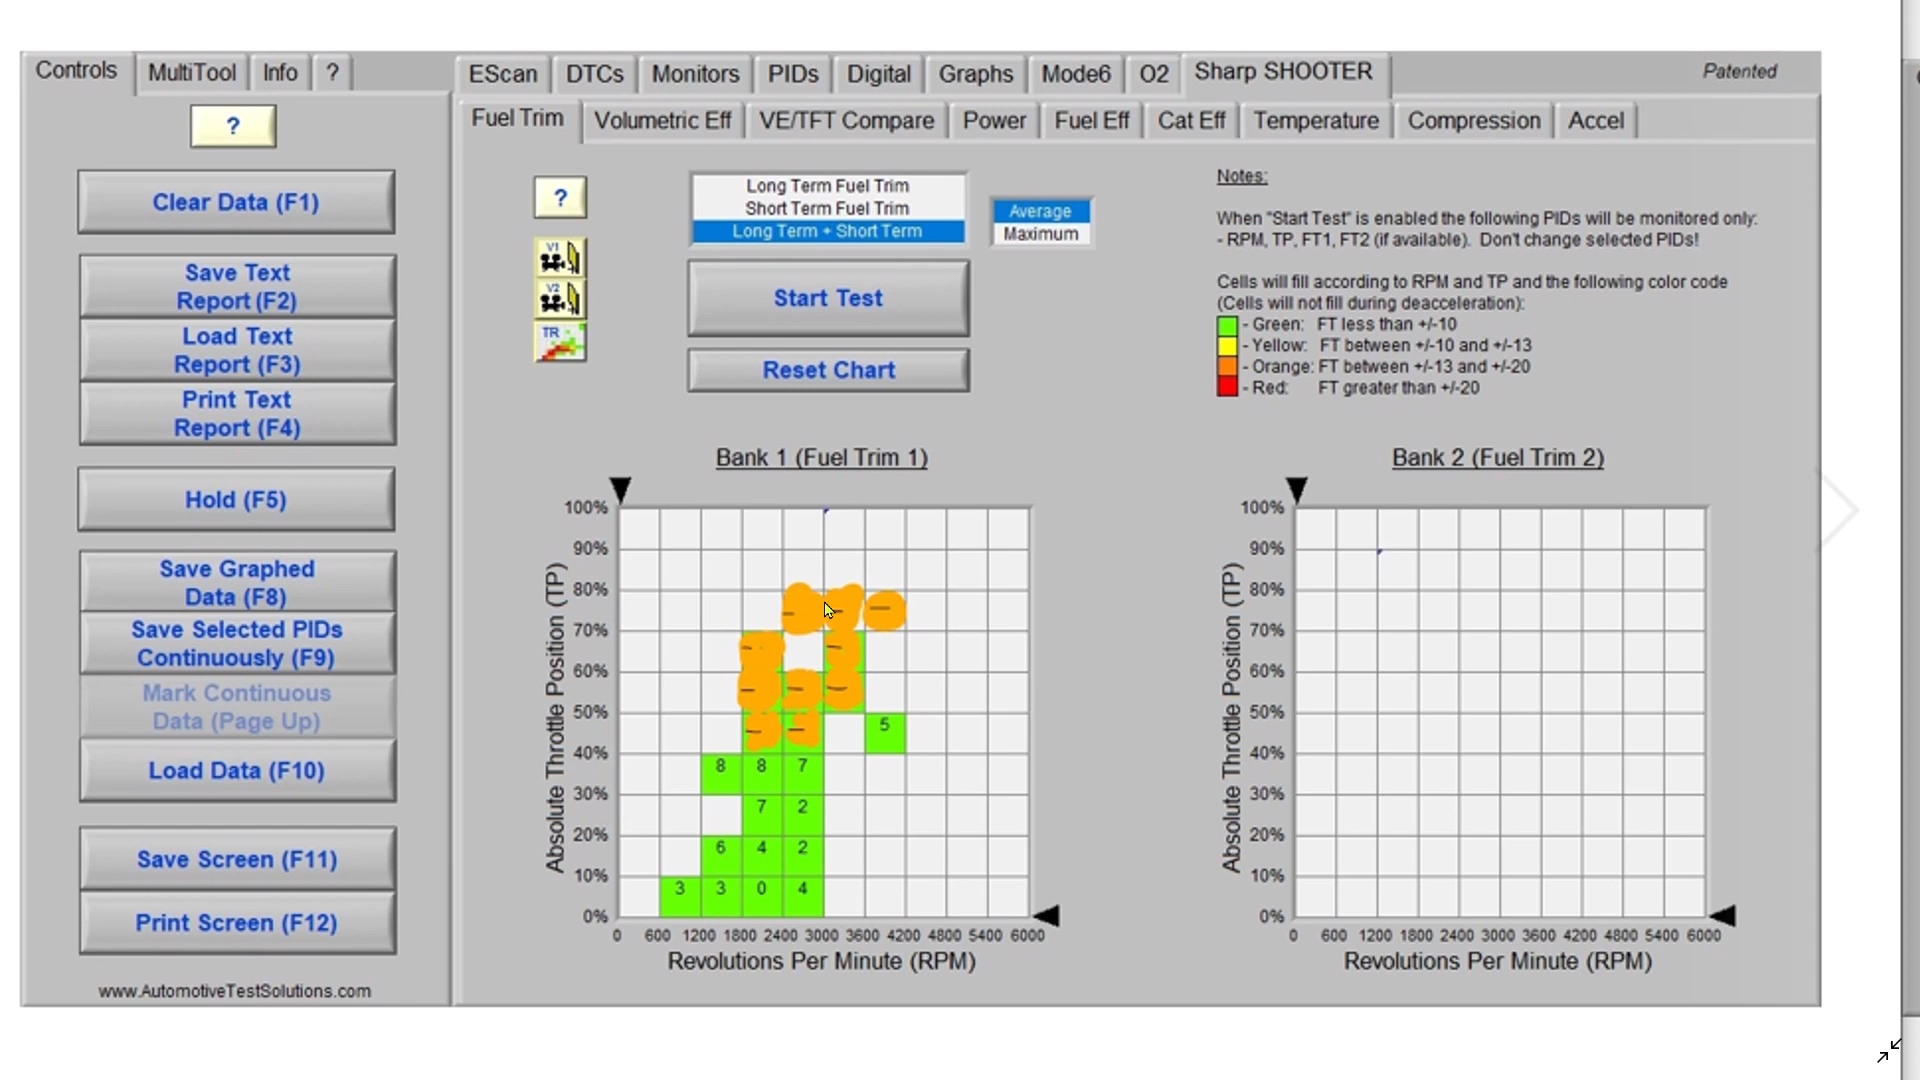 Controls MultiTool Info ?
?
Clear Data (F1)
Save Text
Report (F2)
Load Text
Report (F3)
Print Text
Report (F4)
Hold (F5)
Save Graphed
Data (F8)
Save Selected PIDs
Continuously (F9)
Mark Continuous
Data (Page Up)
Load Data (F10)
Save Screen (F11)
Print Screen (F12)
www.AutomotiveTestSolutions.com
EScan DTCs Monitors PIDs Digital Graphs Mode6 O2 Sharp SHOOTER Patented
Fuel Trim Volumetric Eff VE/TFT Compare Power Fuel Eff Cat Eff Temperature Compression Accel
?
V1
V2
TR
Long Term Fuel Trim
Short Term Fuel Trim
Long Term + Short Term
Average
Maximum
Start Test
Reset Chart
Notes:
When "Start Test" is enabled the following PIDs will be monitored only:
- RPM, TP, FT1, FT2 (if available). Don't change selected PIDs!
Cells will fill according to RPM and TP and the following color code
(Cells will not fill during deacceleration):
- Green: FT less than +/-10
- Yellow: FT between +/-10 and +/-13
- Orange: FT between +/-13 and +/-20
- Red: FT greater than +/-20
Bank 1 (Fuel Trim 1)
Absolute Throttle Position (TP)
100%
90%
80%
70%
60%
50%
5
40%
8 8 7
30%
7 2
20%
6 4 2
10%
3 3 0 4
0%
0 600 1200 1800 2400 3000 3600 4200 4800 5400 6000
Revolutions Per Minute (RPM)
Bank 2 (Fuel Trim 2)
Absolute Throttle Position (TP)
100%
90%
80%
70%
60%
50%
40%
30%
20%
10%
0%
0 600 1200 1800 2400 3000 3600 4200 4800 5400 6000
Revolutions Per Minute (RPM)